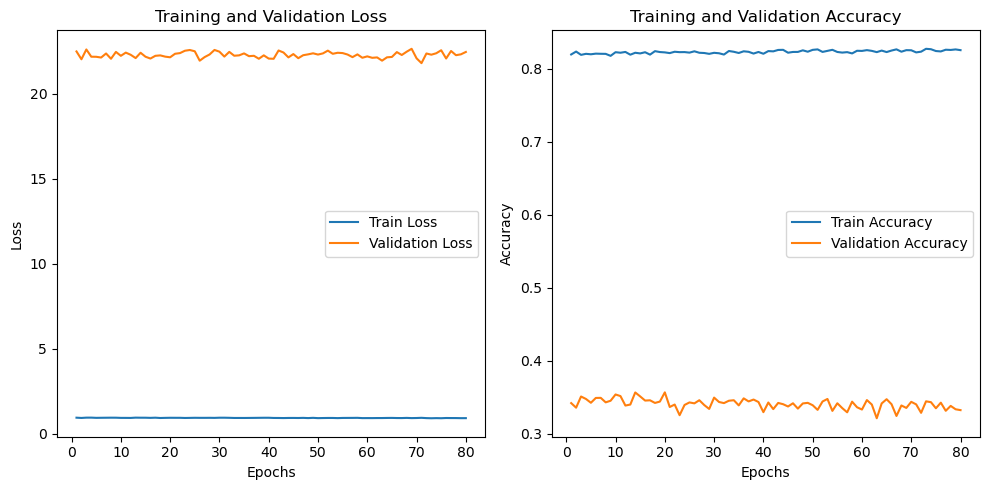 Training and Validation Loss
Loss
20
15
10
5
0
Train Loss
Validation Loss
0 10 20 30 40 50 60 70 80
Epochs
Training and Validation Accuracy
Accuracy
0.8
0.7
0.6
0.5
0.4
0.3
Train Accuracy
Validation Accuracy
0 10 20 30 40 50 60 70 80
Epochs